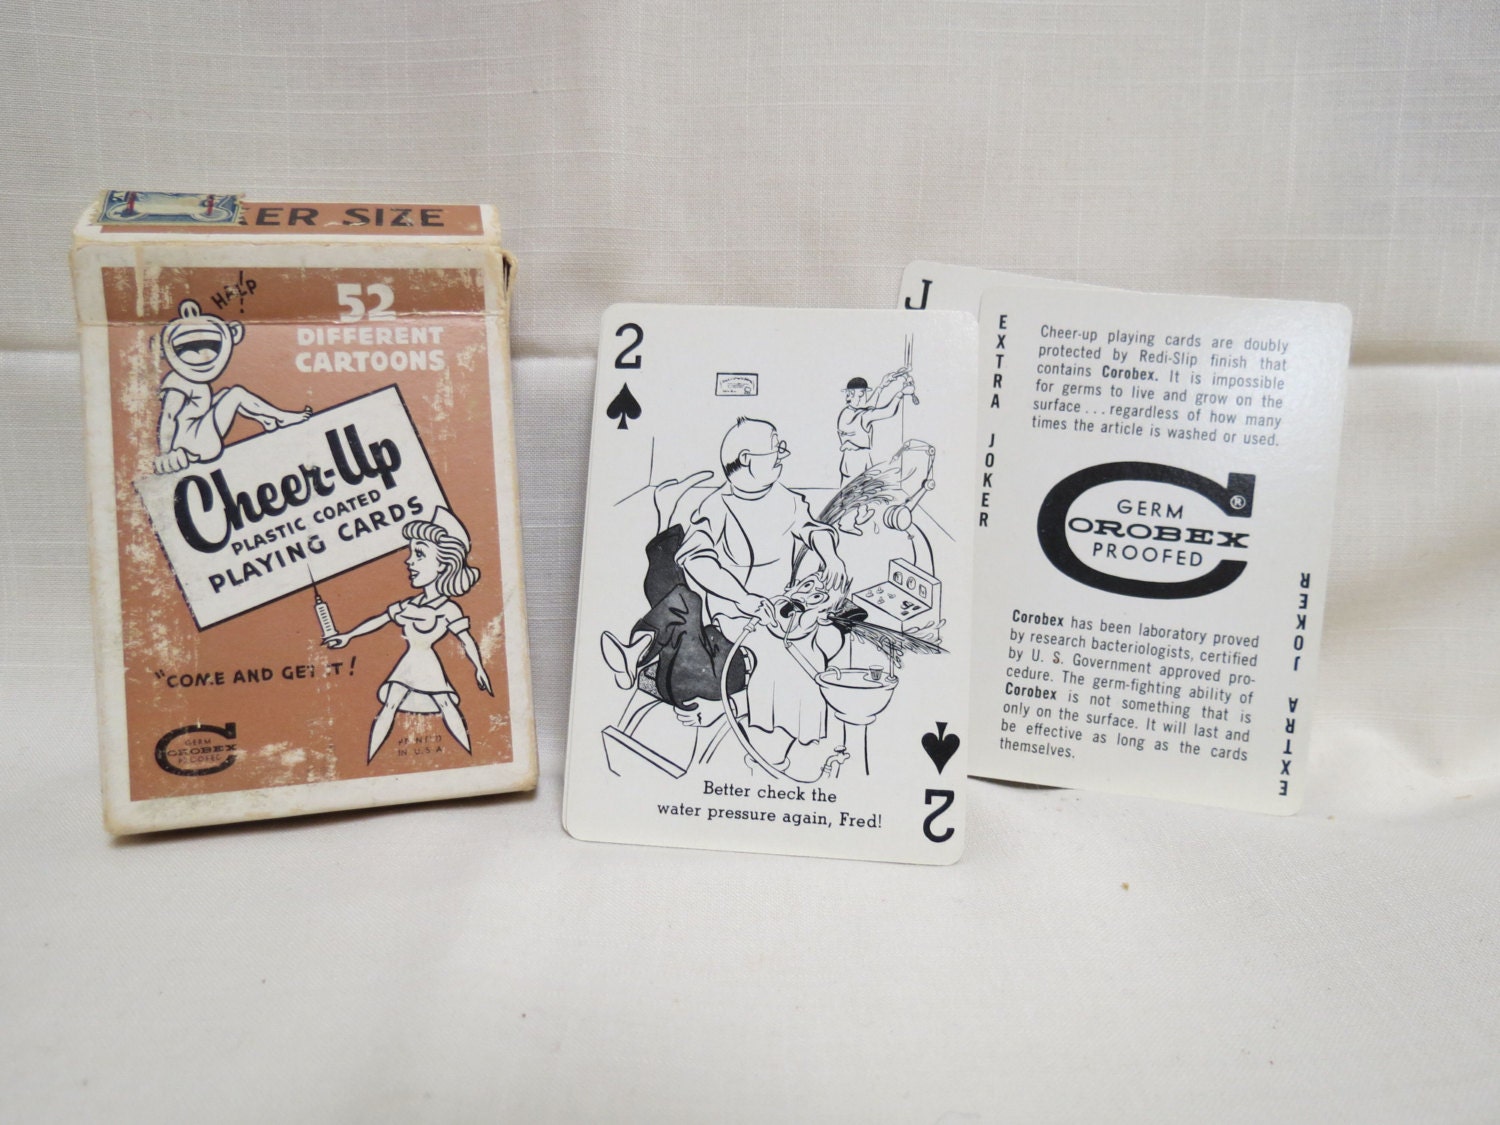 ER SIZE
HALP!
52
DIFFERENT
CARTOONS
Cheer-Up
PLASTIC COATED
PLAYING CARDS
"COME AND GET IT!
GERM
COROBEX
PROOFED
PRINTED
IN U.S.A.
2
Better check the
water pressure again, Fred!
2
J
EXTRA JOKER
Cheer-up playing cards are doubly
protected by Redi-Slip finish that
contains Corobex. It is impossible
for germs to live and grow on the
surface . . . regardless of how many
times the article is washed or used.
GERM
COROBEX ®
PROOFED
Corobex has been laboratory proved
by research bacteriologists, certified
by U. S. Government approved pro-
cedure. The germ-fighting ability of
Corobex is not something that is
only on the surface. It will last and
be effective as long as the cards
themselves.
EXTRA JOKER